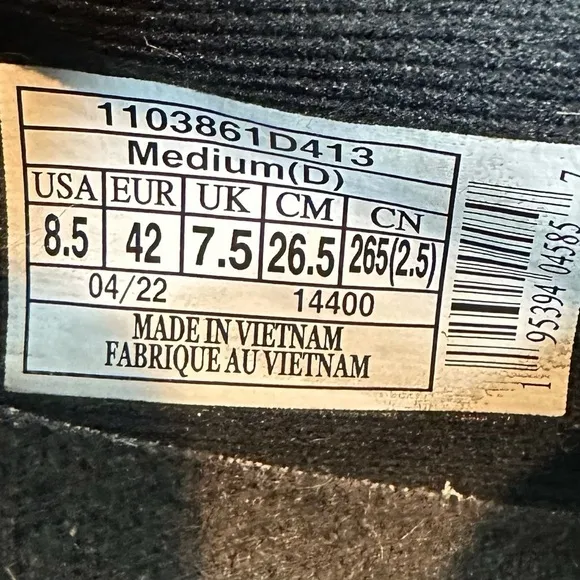 1103861D413
Medium(D)
USA EUR UK CM CN
8.5 42 7.5 26.5 265(2.5)
04/22 14400
MADE IN VIETNAM
FABRIQUE AU VIETNAM
1 95394 04585 7